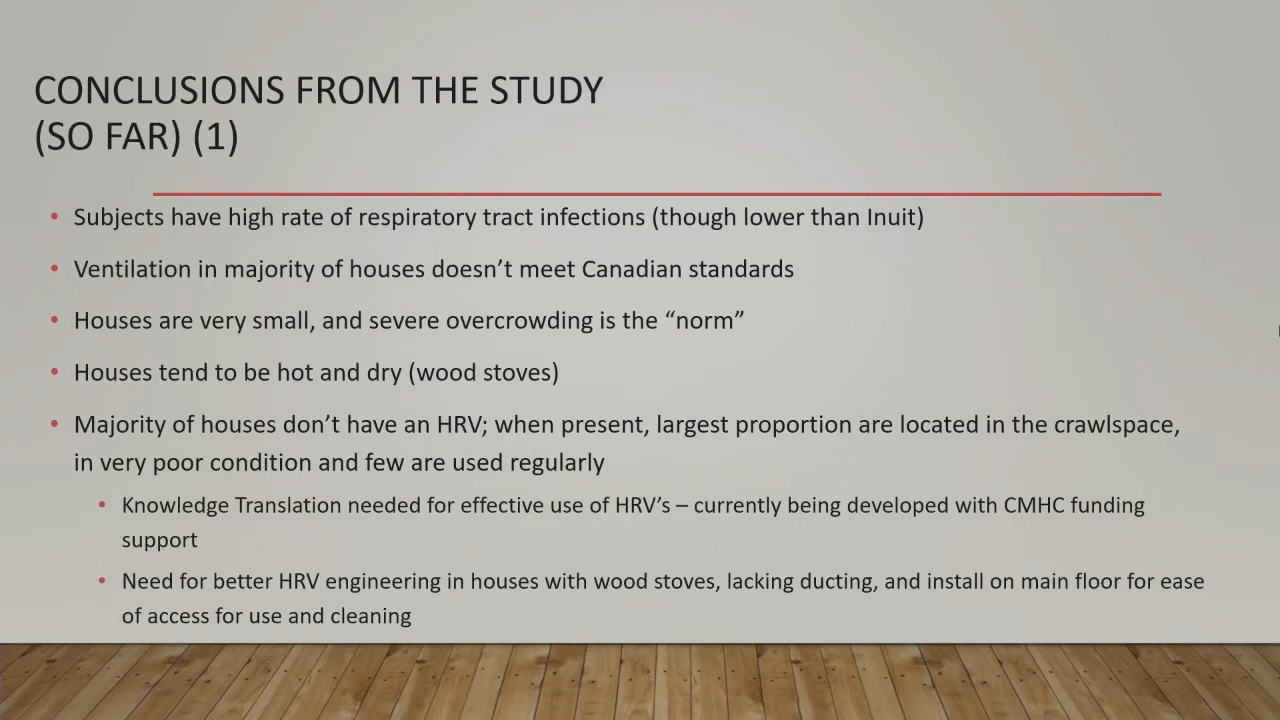 CONCLUSIONS FROM THE STUDY
(SO FAR) (1)
• Subjects have high rate of respiratory tract infections (though lower than Inuit)
• Ventilation in majority of houses doesn’t meet Canadian standards
• Houses are very small, and severe overcrowding is the “norm”
• Houses tend to be hot and dry (wood stoves)
• Majority of houses don’t have an HRV; when present, largest proportion are located in the crawlspace,
in very poor condition and few are used regularly
• Knowledge Translation needed for effective use of HRV’s – currently being developed with CMHC funding
support
• Need for better HRV engineering in houses with wood stoves, lacking ducting, and install on main floor for ease
of access for use and cleaning